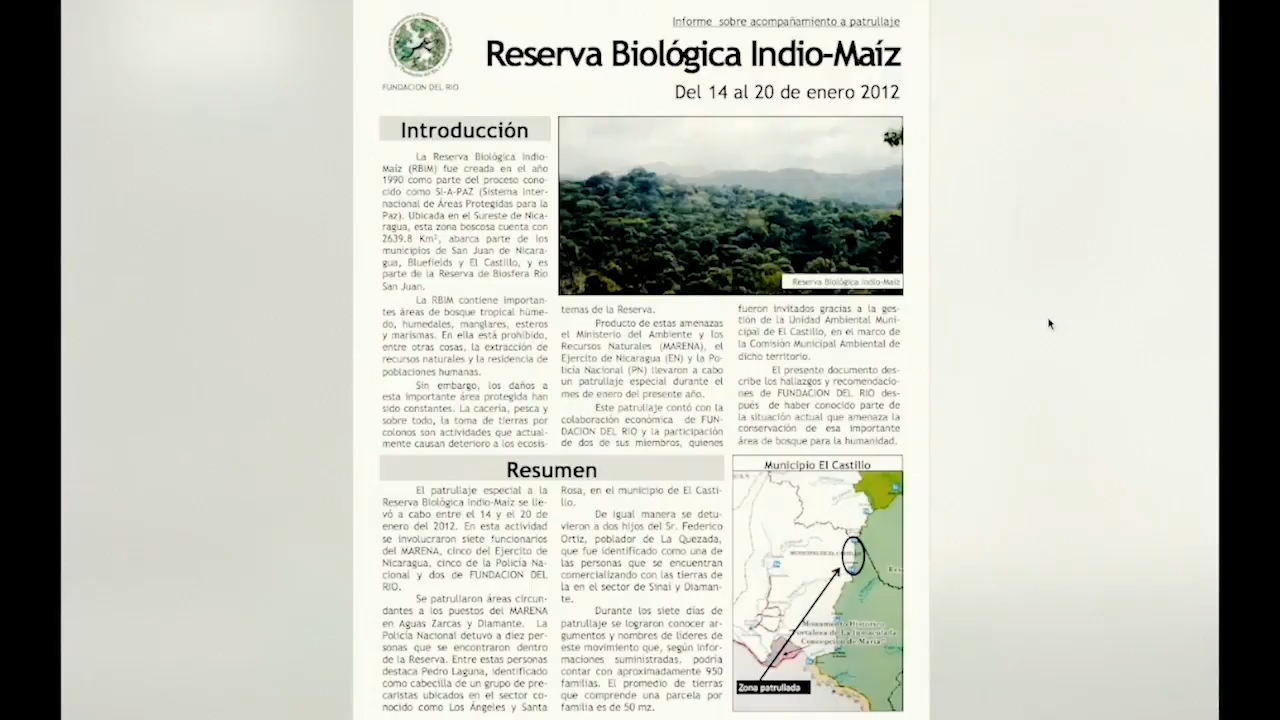 Informe sobre acompañamiento a patrullaje
Reserva Biológica Indio-Maíz
Del 14 al 20 de enero 2012
FUNDACION DEL RIO
Introducción
La Reserva Biológica Indio-
Maíz (RBIM) fue creada en el año
1990 como parte del proceso cono-
cido como SI-A-PAZ (Sistema Inter-
nacional de Áreas Protegidas para la
Paz). Ubicada en el Sureste de Nica-
ragua, esta zona boscosa cuenta con
2639.8 Km², abarca parte de los
municipios de San Juan de Nicara-
gua, Bluefields y El Castillo, y es
parte de la Reserva de Biosfera Río
San Juan.
La RBIM contiene importan-
tes áreas de bosque tropical húme-
do, humedales, manglares, esteros
y marismas. En ella está prohibido,
entre otras cosas, la extracción de
recursos naturales y la residencia de
poblaciones humanas.
Sin embargo, los daños a
esta importante área protegida han
sido constantes. La cacería, pesca y
sobre todo, la toma de tierras por
colonos son actividades que actual-
mente causan deterioro a los ecosis-
Reserva Biológica Indio-Maíz
temas de la Reserva.
Producto de estas amenazas
el Ministerio del Ambiente y los
Recursos Naturales (MARENA), el
Ejercito de Nicaragua (EN) y la Po-
licía Nacional (PN) llevaron a cabo
un patrullaje especial durante el
mes de enero del presente año.
Este patrullaje contó con la
colaboración económica de FUN-
DACION DEL RIO y la participación
de dos de sus miembros, quienes
fueron invitados gracias a la ges-
tión de la Unidad Ambiental Muni-
cipal de El Castillo, en el marco de
la Comisión Municipal Ambiental de
dicho territorio.
El presente documento des-
cribe los hallazgos y recomendacio-
nes de FUNDACION DEL RIO des-
pués de haber conocido parte de
la situación actual que amenaza la
conservación de esa importante
área de bosque para la humanidad.
Resumen
El patrullaje especial a la
Reserva Biológica Indio-Maíz se lle-
vó a cabo entre el 14 y el 20 de
enero del 2012. En esta actividad
se involucraron siete funcionarios
del MARENA, cinco del Ejercito de
Nicaragua, cinco de la Policía Na-
cional y dos de FUNDACION DEL
RIO.
Se patrullaron áreas circun-
dantes a los puestos del MARENA
en Aguas Zarcas y Diamante. La
Policía Nacional detuvo a diez per-
sonas que se encontraron dentro
de la Reserva. Entre estas personas
destaca Pedro Laguna, identificado
como cabecilla de un grupo de pre-
caristas ubicados en el sector co-
nocido como Los Ángeles y Santa
Rosa, en el municipio de El Casti-
llo.
De igual manera se detu-
vieron a dos hijos del Sr. Federico
Ortiz, poblador de La Quezada,
que fue identificado como una de
las personas que se encuentran
comercializando con las tierras de
la en el sector de Sinaí y Diaman-
te.
Durante los siete días de
patrullaje se lograron conocer ar-
gumentos y nombres de líderes de
este movimiento que, según infor-
maciones suministradas, podría
contar con aproximadamente 950
familias. El promedio de tierras
que comprende una parcela por
familia es de 50 mz.
Municipio El Castillo
Monumento Histórico
Fortaleza de La Inmaculada
Concepción de María
Zona patrullada